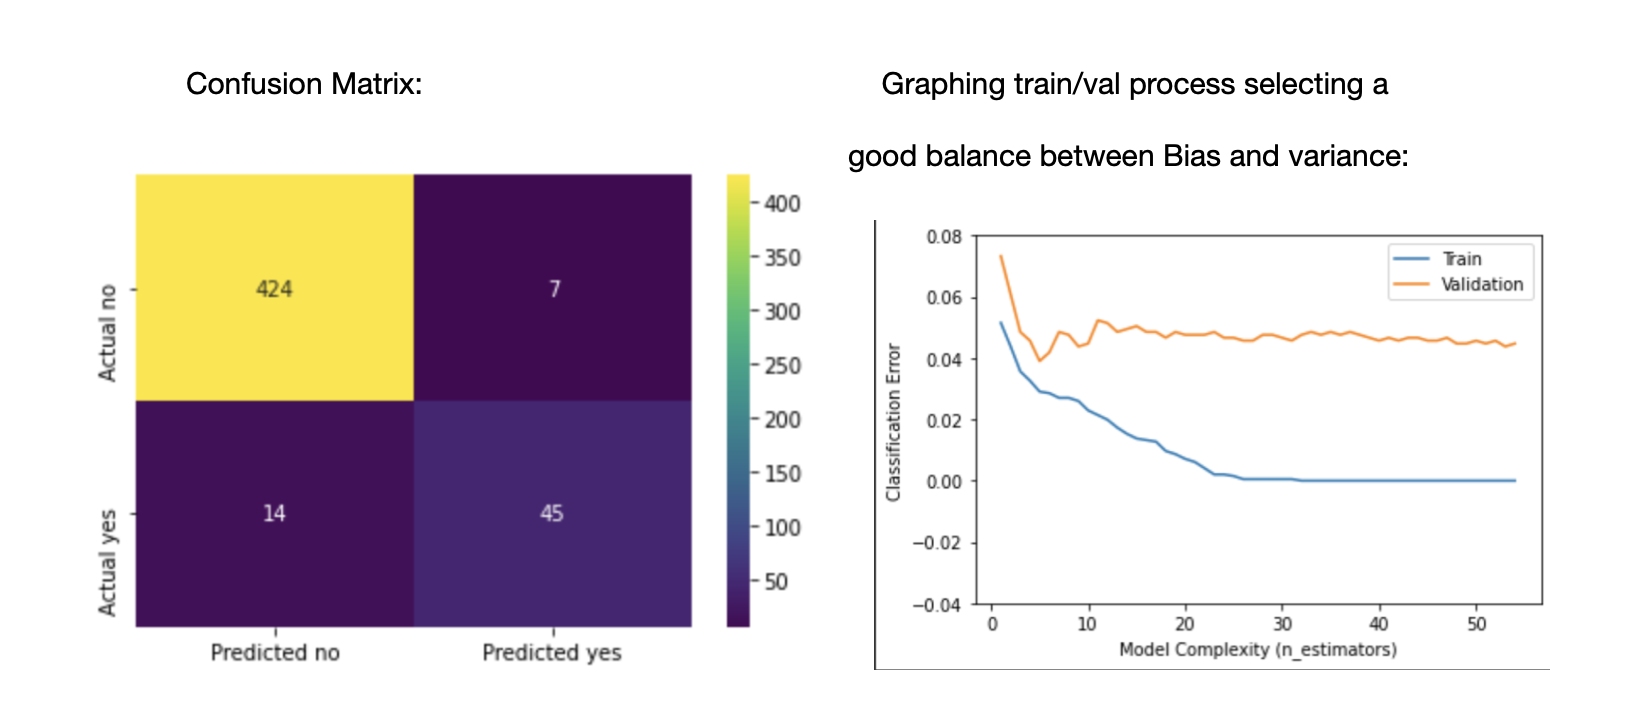 Confusion Matrix:
Graphing train/val process selecting a
good balance between Bias and variance:
Actual no
Actual yes
424
7
14
45
Predicted no
Predicted yes
400
350
300
250
200
150
100
50
Classification Error
0.08
0.06
0.04
0.02
0.00
−0.02
−0.04
Train
Validation
0
10
20
30
40
50
Model Complexity (n_estimators)